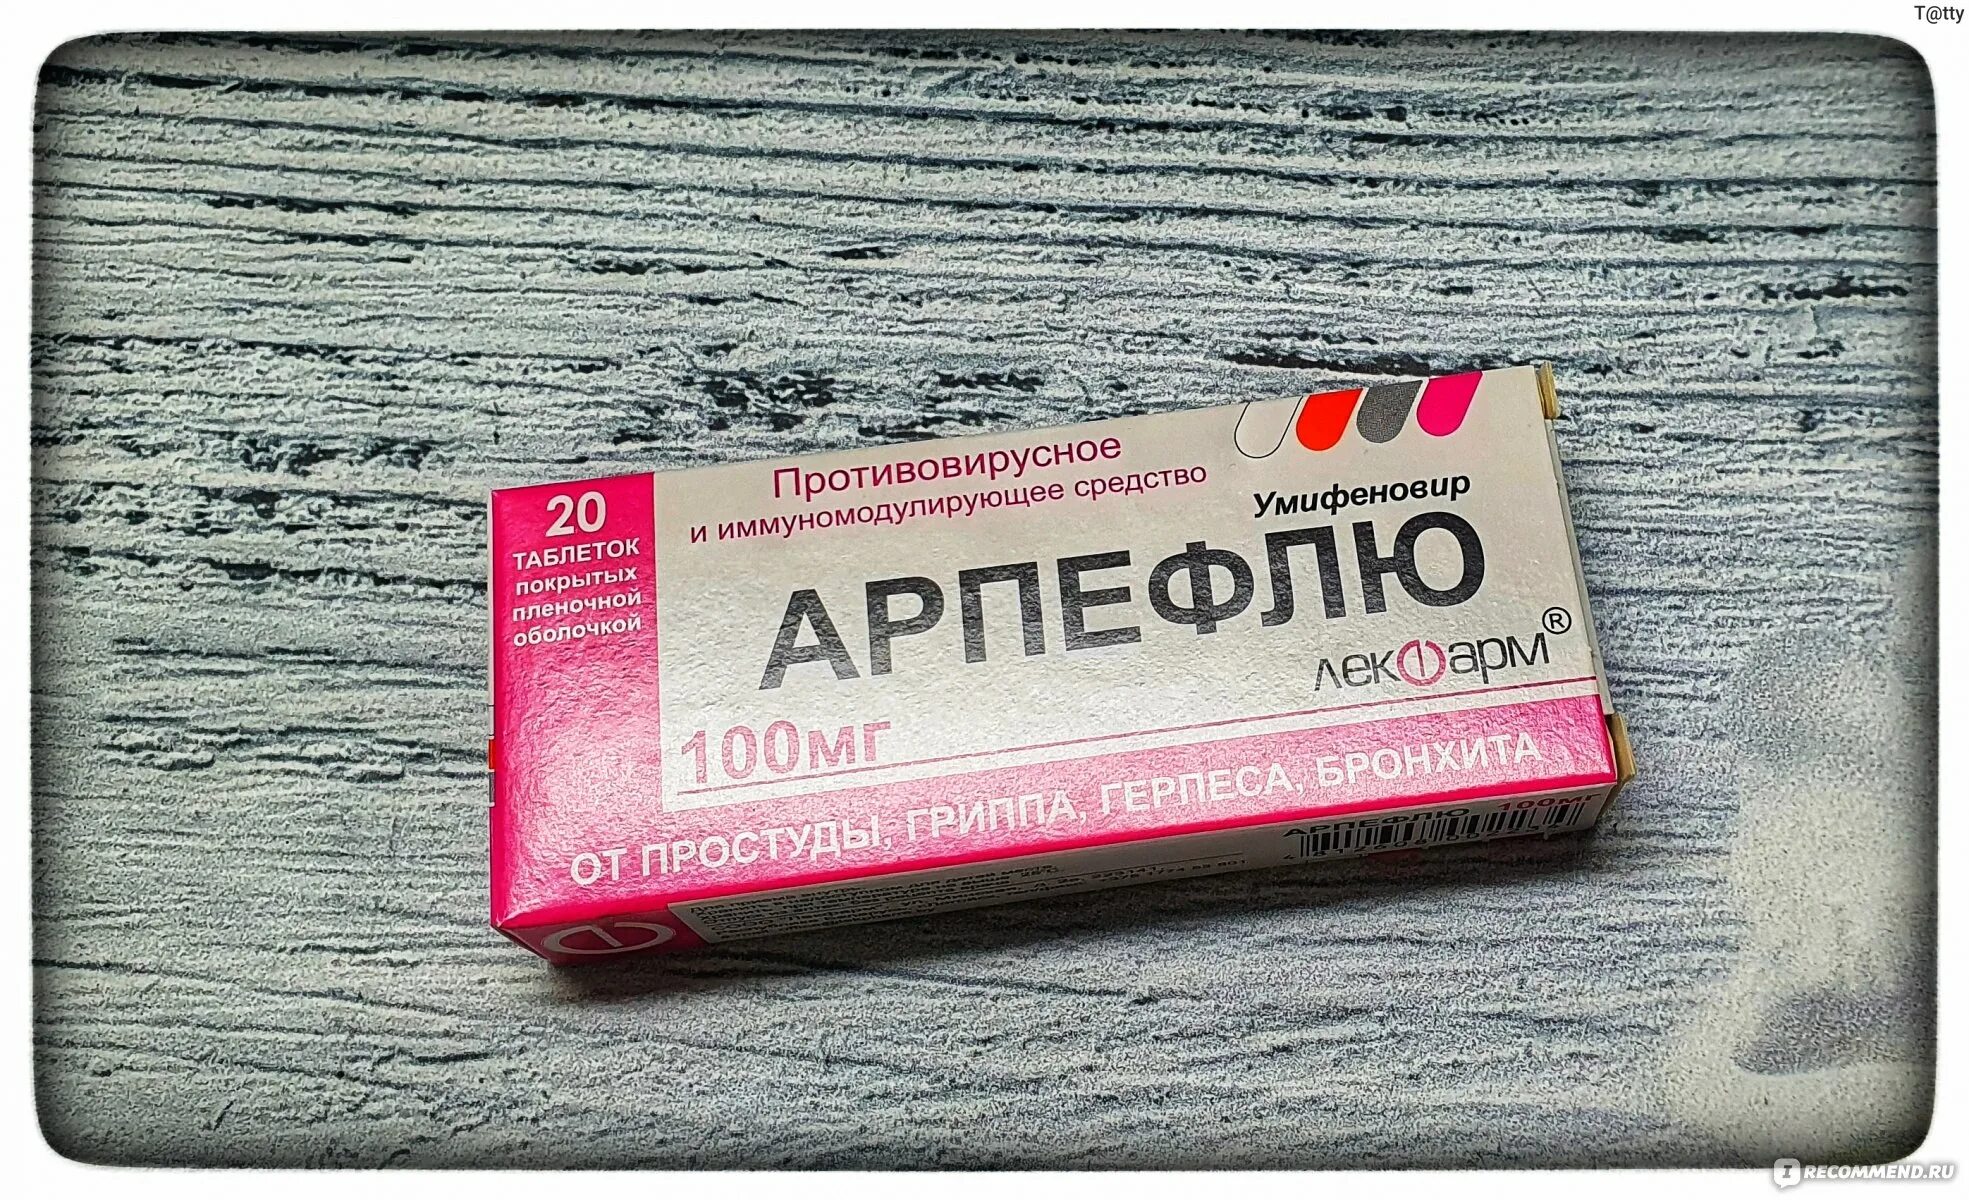 T@tty
20
ТАБЛЕТОК
покрытых
пленочной
оболочкой
Противовирусное
и иммуномодулирующее средство
Умифеновир
АРПЕФЛЮ
лекФарм®
100мг
ОТ ПРОСТУДЫ, ГРИППА, ГЕРПЕСА, БРОНХИТА
АРПЕФЛЮ 100мг
IRECOMMEND.RU